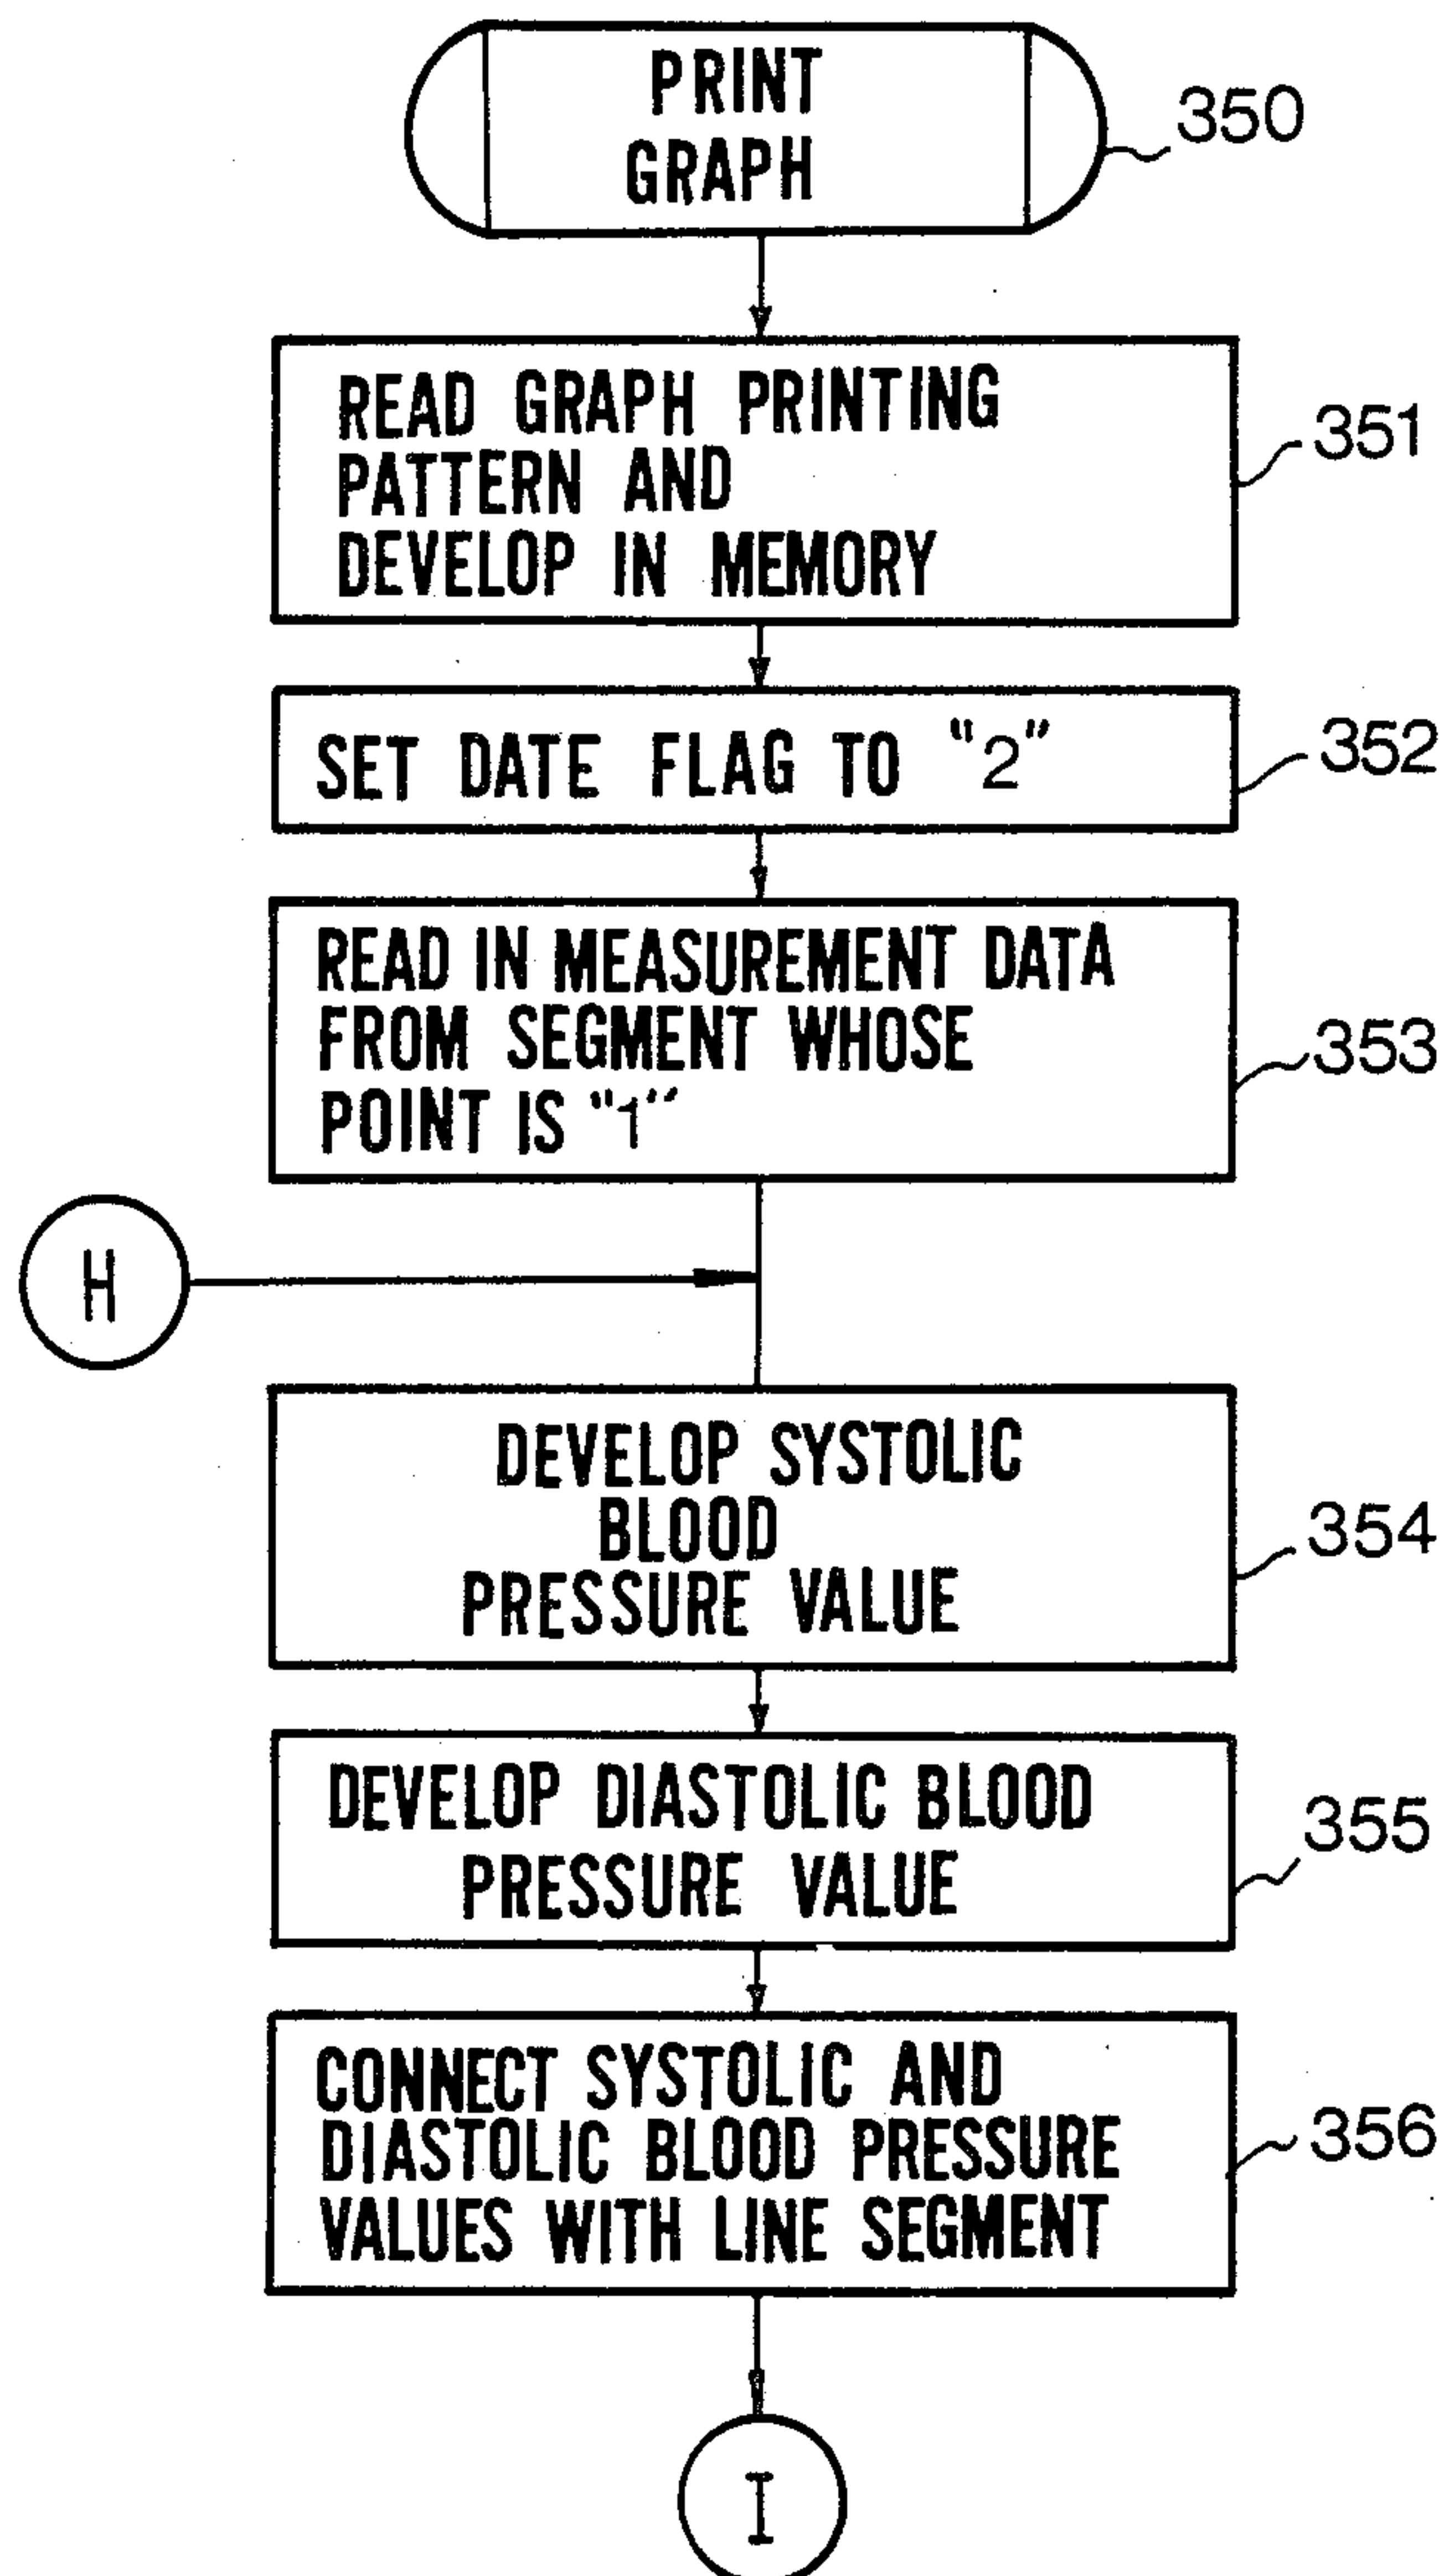 PRINT
GRAPH
350
READ GRAPH PRINTING
PATTERN AND
DEVELOP IN MEMORY
351
SET DATE FLAG TO "2"
352
READ IN MEASUREMENT DATA
FROM SEGMENT WHOSE
POINT IS "1"
353
H
DEVELOP SYSTOLIC
BLOOD
PRESSURE VALUE
354
DEVELOP DIASTOLIC BLOOD
PRESSURE VALUE
355
CONNECT SYSTOLIC AND
DIASTOLIC BLOOD PRESSURE
VALUES WITH LINE SEGMENT
356
I